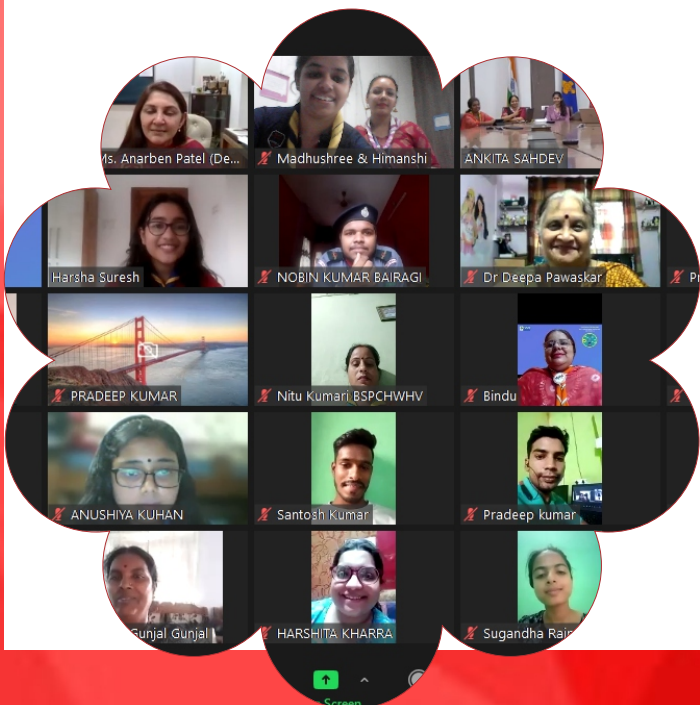 Ms. Anarben Patel (De...
Madhushree & Himanshi
ANKITA SAHDEV
Harsha Suresh
NOBIN KUMAR BAIRAGI
Dr Deepa Pawaskar
PRADEEP KUMAR
Nitu Kumari BSPCHWHV
Bindu
ANUSHIYA KUHAN
Santosh Kumar
Pradeep kumar
Gunjal Gunjal
HARSHITA KHARRA
Sugandha
Screen